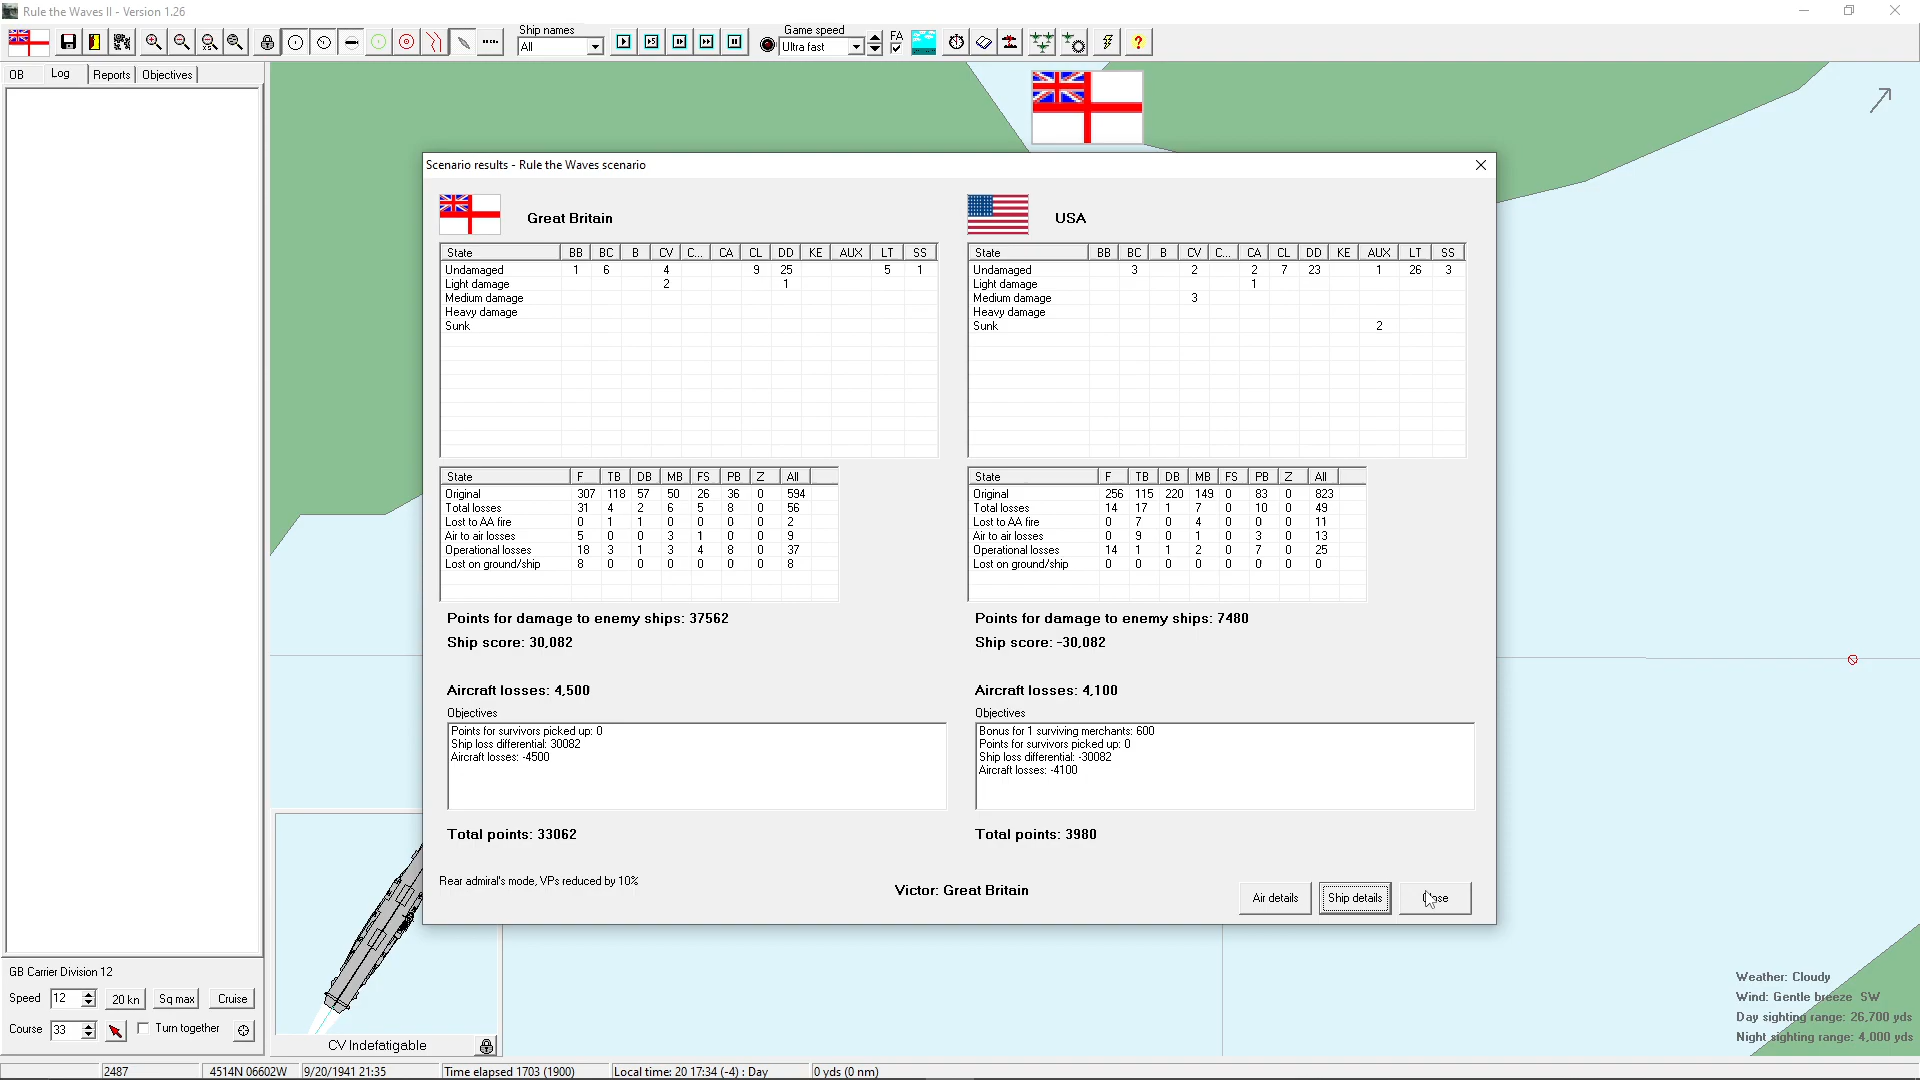 Rule the Waves II - Version 1.26
Ship names
All
Game speed
Ultra fast
FA
OB Log Reports Objectives
Scenario results - Rule the Waves scenario
Great Britain
State BB BC B CV C... CA CL DD KE AUX LT SS
Undamaged 1 6 4 9 25 5 1
Light damage 2 1
Medium damage
Heavy damage
Sunk
State F TB DB MB FS PB Z All
Original 307 118 57 50 26 36 0 594
Total losses 31 4 2 6 5 8 0 56
Lost to AA fire 0 1 1 0 0 0 0 2
Air to air losses 5 0 0 3 1 0 0 9
Operational losses 18 3 1 3 4 8 0 37
Lost on ground/ship 8 0 0 0 0 0 0 8
Points for damage to enemy ships: 37562
Ship score: 30,082
Aircraft losses: 4,500
Objectives
Points for survivors picked up: 0
Ship loss differential: 30082
Aircraft losses: -4500
Total points: 33062
Rear admiral's mode, VPs reduced by 10%
USA
State BB BC B CV C... CA CL DD KE AUX LT SS
Undamaged 3 2 2 7 23 1 26 3
Light damage 1
Medium damage 3
Heavy damage
Sunk 2
State F TB DB MB FS PB Z All
Original 256 115 220 149 0 83 0 823
Total losses 14 17 1 7 0 10 0 49
Lost to AA fire 0 7 0 4 0 0 0 11
Air to air losses 0 9 0 1 0 3 0 13
Operational losses 14 1 1 2 0 7 0 25
Lost on ground/ship 0 0 0 0 0 0 0 0
Points for damage to enemy ships: 7480
Ship score: -30,082
Aircraft losses: 4,100
Objectives
Bonus for 1 surviving merchants: 600
Points for survivors picked up: 0
Ship loss differential: -30082
Aircraft losses: -4100
Total points: 3980
Victor: Great Britain
Air details Ship details
GB Carrier Division 12
Speed 12 20 kn Sq max Cruise
Course 33 Turn together
CV Indefatigable
Weather: Cloudy
Wind: Gentle breeze SW
Day sighting range: 26,700 yds
Night sighting range: 4,000 yds
2487 4514N 06602W 9/20/1941 21:35 Time elapsed 1703 (1900) Local time: 20 17:34 (-4) : Day 0 yds (0 nm)